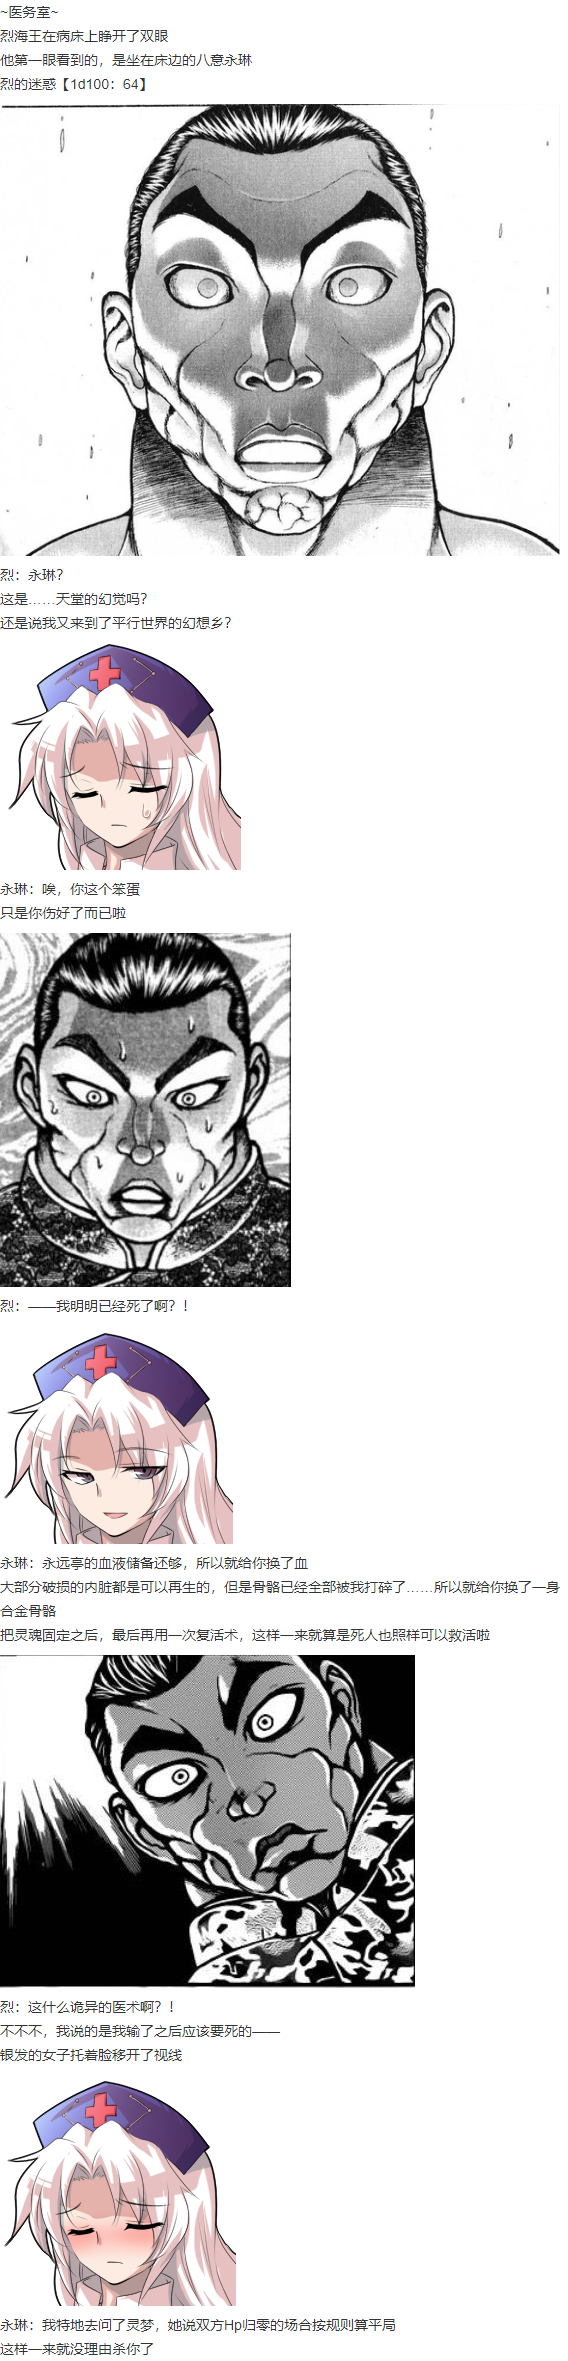 ~医务室~
烈海王在病床上睁开了双眼
他第一眼看到的，是坐在床边的八意永琳
烈的迷惑【1d100：64】
烈：永琳？
这是……天堂的幻觉吗？
还是说我又来到了平行世界的幻想乡？
永琳：唉，你这个笨蛋
只是你伤好了而已啦
烈：——我明明已经死了啊？！
永琳：永远亭的血液储备还够，所以就给你换了血
大部分破损的内脏都是可以再生的，但是骨骼已经全部被我打碎了……所以就给你换了一身
合金骨骼
把灵魂固定之后，最后再用一次复活术，这样一来就算是死人也照样可以救活啦
烈：这什么诡异的医术啊？！
不不不，我说的是我输了之后应该要死的——
银发的女子托着脸移开了视线
永琳：我特地去问了灵梦，她说双方Hp归零的场合按规则算平局
这样一来就没理由杀你了